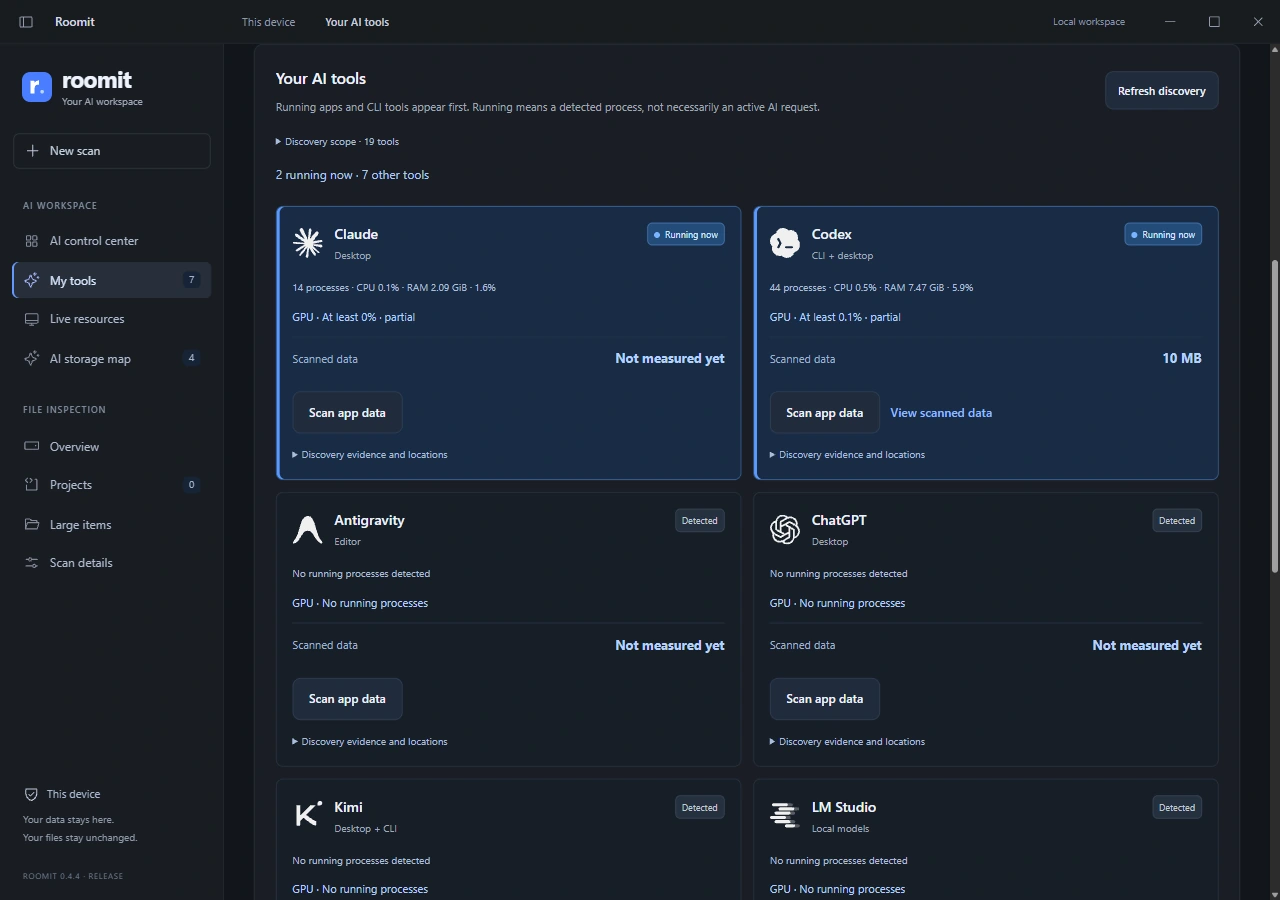 Roomit
This device
Your AI tools
Local workspace
r.
roomit
Your AI workspace
New scan
AI WORKSPACE
AI control center
My tools 7
Live resources
AI storage map 4
FILE INSPECTION
Overview
Projects 0
Large items
Scan details
This device
Your data stays here.
Your files stay unchanged.
ROOMIT 0.4.4 · RELEASE
Your AI tools
Running apps and CLI tools appear first. Running means a detected process, not necessarily an active AI request.
Refresh discovery
Discovery scope · 19 tools
2 running now · 7 other tools
Claude
Running now
Desktop
14 processes · CPU 0.1% · RAM 2.09 GiB · 1.6%
GPU · At least 0% · partial
Scanned data Not measured yet
Scan app data
Discovery evidence and locations
Codex
Running now
CLI + desktop
44 processes · CPU 0.5% · RAM 7.47 GiB · 5.9%
GPU · At least 0.1% · partial
Scanned data 10 MB
Scan app data View scanned data
Discovery evidence and locations
Antigravity
Detected
Editor
No running processes detected
GPU · No running processes
Scanned data Not measured yet
Scan app data
Discovery evidence and locations
ChatGPT
Detected
Desktop
No running processes detected
GPU · No running processes
Scanned data Not measured yet
Scan app data
Discovery evidence and locations
Kimi
Detected
Desktop + CLI
No running processes detected
GPU · No running processes
LM Studio
Detected
Local models
No running processes detected
GPU · No running processes